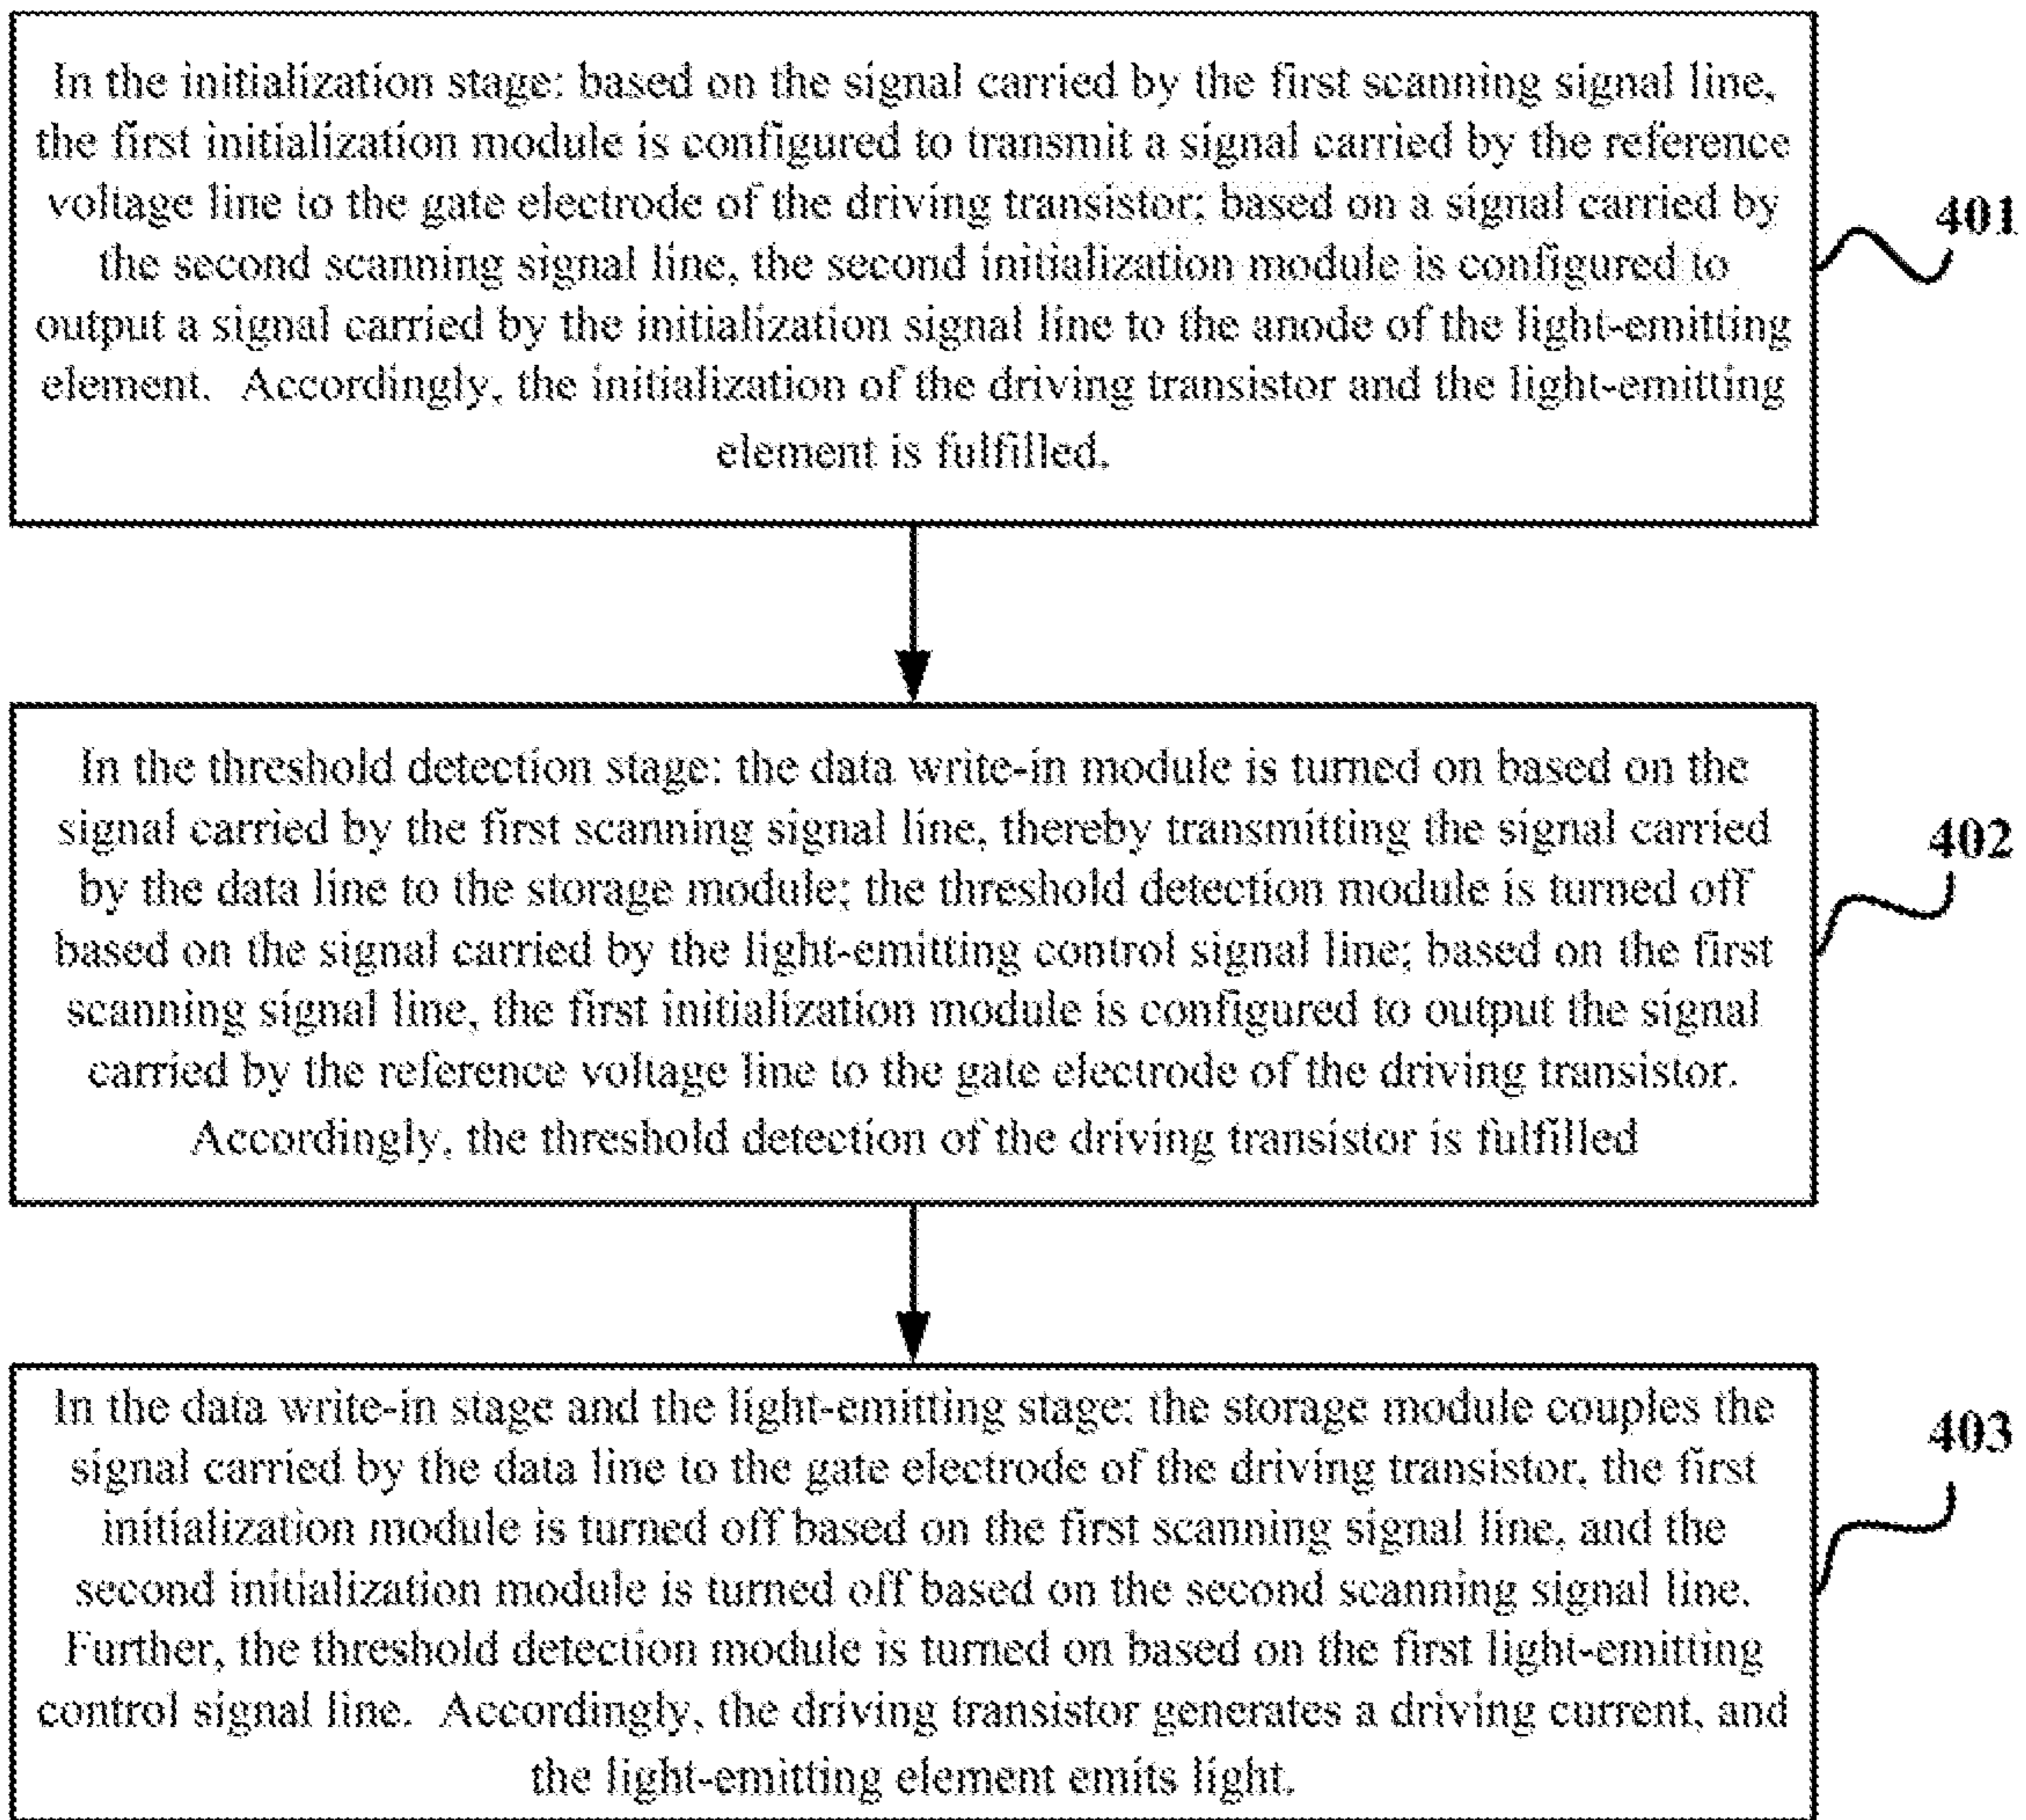 In the initialization stage: based on the signal carried by the first scanning signal line,
the first initialization module is configured to transmit a signal carried by the reference
voltage line to the gate electrode of the driving transistor; based on a signal carried by
the second scanning signal line, the second initialization module is configured to
output a signal carried by the initialization signal line to the anode of the light-emitting
element. Accordingly, the initialization of the driving transistor and the light-emitting
element is fulfilled.
401
In the threshold detection stage: the data write-in module is turned on based on the
signal carried by the first scanning signal line, thereby transmitting the signal carried
by the data line to the storage module; the threshold detection module is turned off
based on the signal carried by the light-emitting control signal line; based on the first
scanning signal line, the first initialization module is configured to output the signal
carried by the reference voltage line to the gate electrode of the driving transistor.
Accordingly, the threshold detection of the driving transistor is fulfilled
402
In the data write-in stage and the light-emitting stage: the storage module couples the
signal carried by the data line to the gate electrode of the driving transistor, the first
initialization module is turned off based on the first scanning signal line, and the
second initialization module is turned off based on the second scanning signal line.
Further, the threshold detection module is turned on based on the first light-emitting
control signal line. Accordingly, the driving transistor generates a driving current, and
the light-emitting element emits light.
403